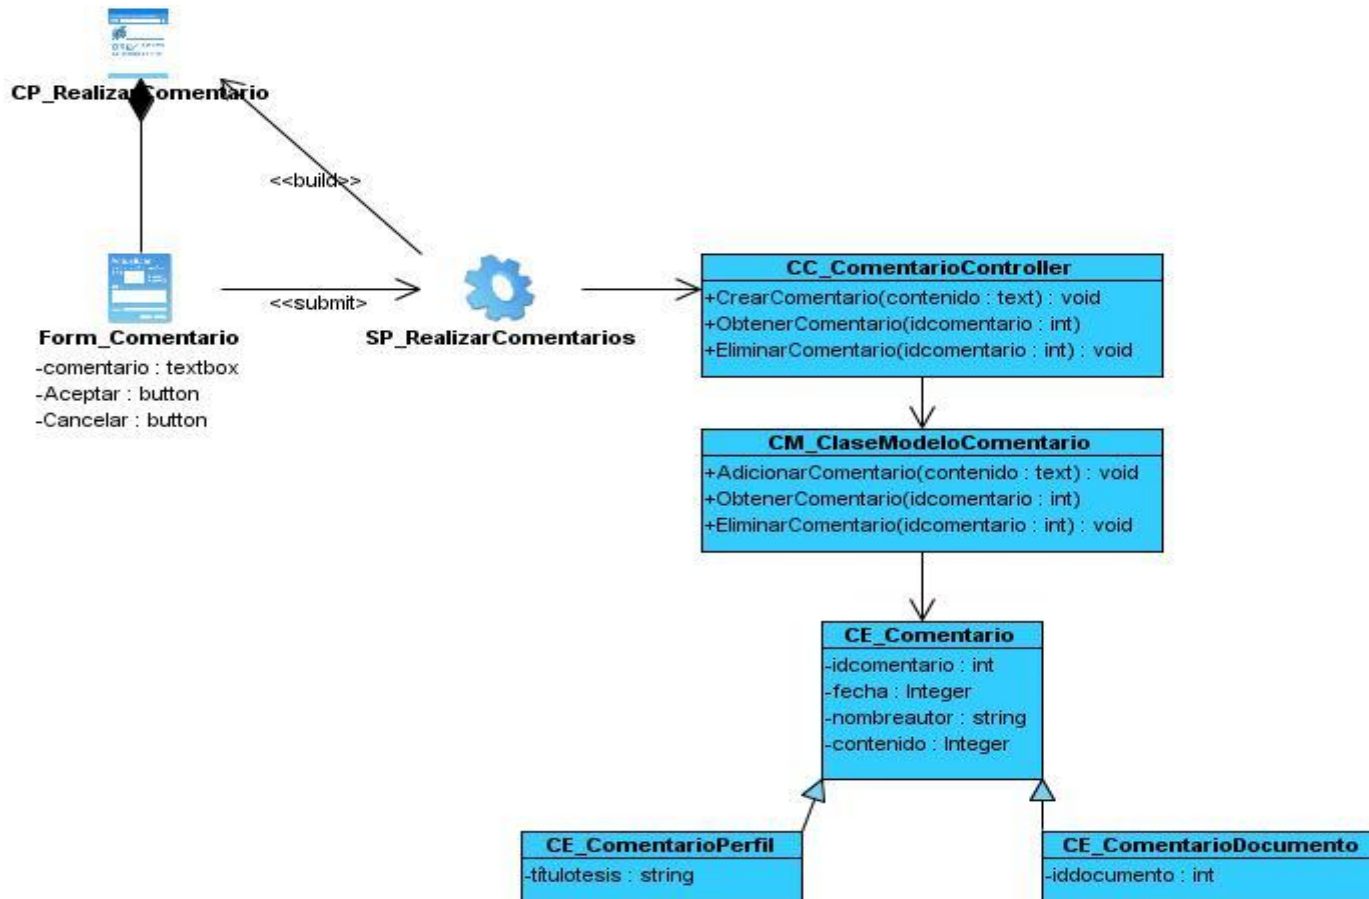 CP_RealizarComentario
<<build>>
<<submit>
Form_Comentario
-comentario : textbox
-Aceptar : button
-Cancelar : button
SP_RealizarComentarios
CC_ComentarioController
+CrearComentario(contenido : text) : void
+ObtenerComentario(idcomentario : int)
+EliminarComentario(idcomentario : int) : void
CM_ClaseModeloComentario
+AdicionarComentario(contenido : text) : void
+ObtenerComentario(idcomentario : int)
+EliminarComentario(idcomentario : int) : void
CE_Comentario
-idcomentario : int
-fecha : Integer
-nombreautor : string
-contenido : Integer
CE_ComentarioPerfil
-títulotesis : string
CE_ComentarioDocumento
-iddocumento : int